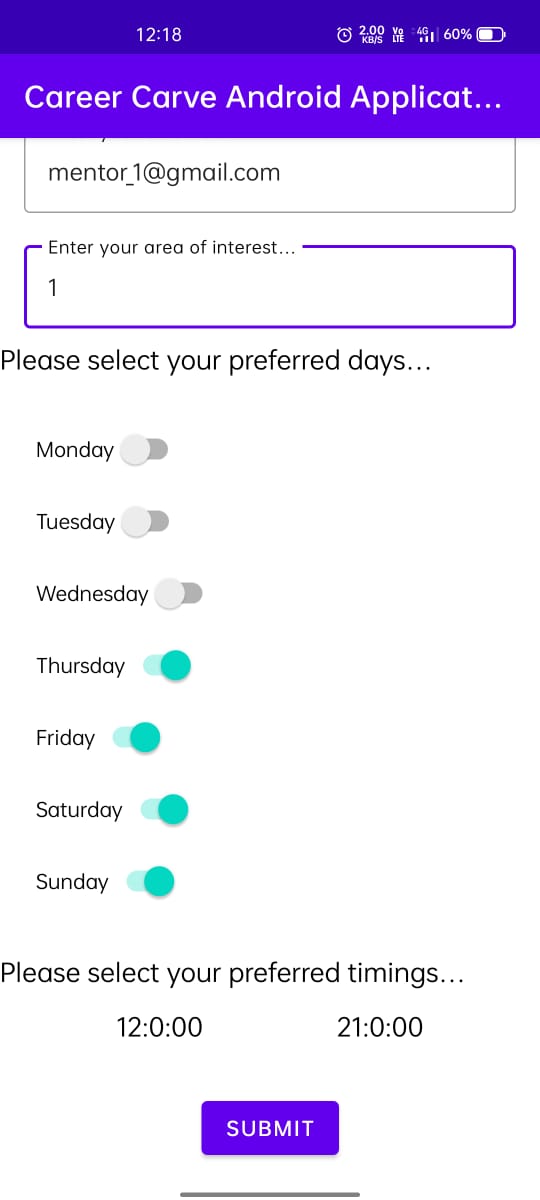 12:18 2.00 KB/S Vo LTE 4G 60%
Career Carve Android Applicat...
mentor_1@gmail.com
Enter your area of interest...
1
Please select your preferred days...
Monday
Tuesday
Wednesday
Thursday
Friday
Saturday
Sunday
Please select your preferred timings...
12:0:00 21:0:00
SUBMIT